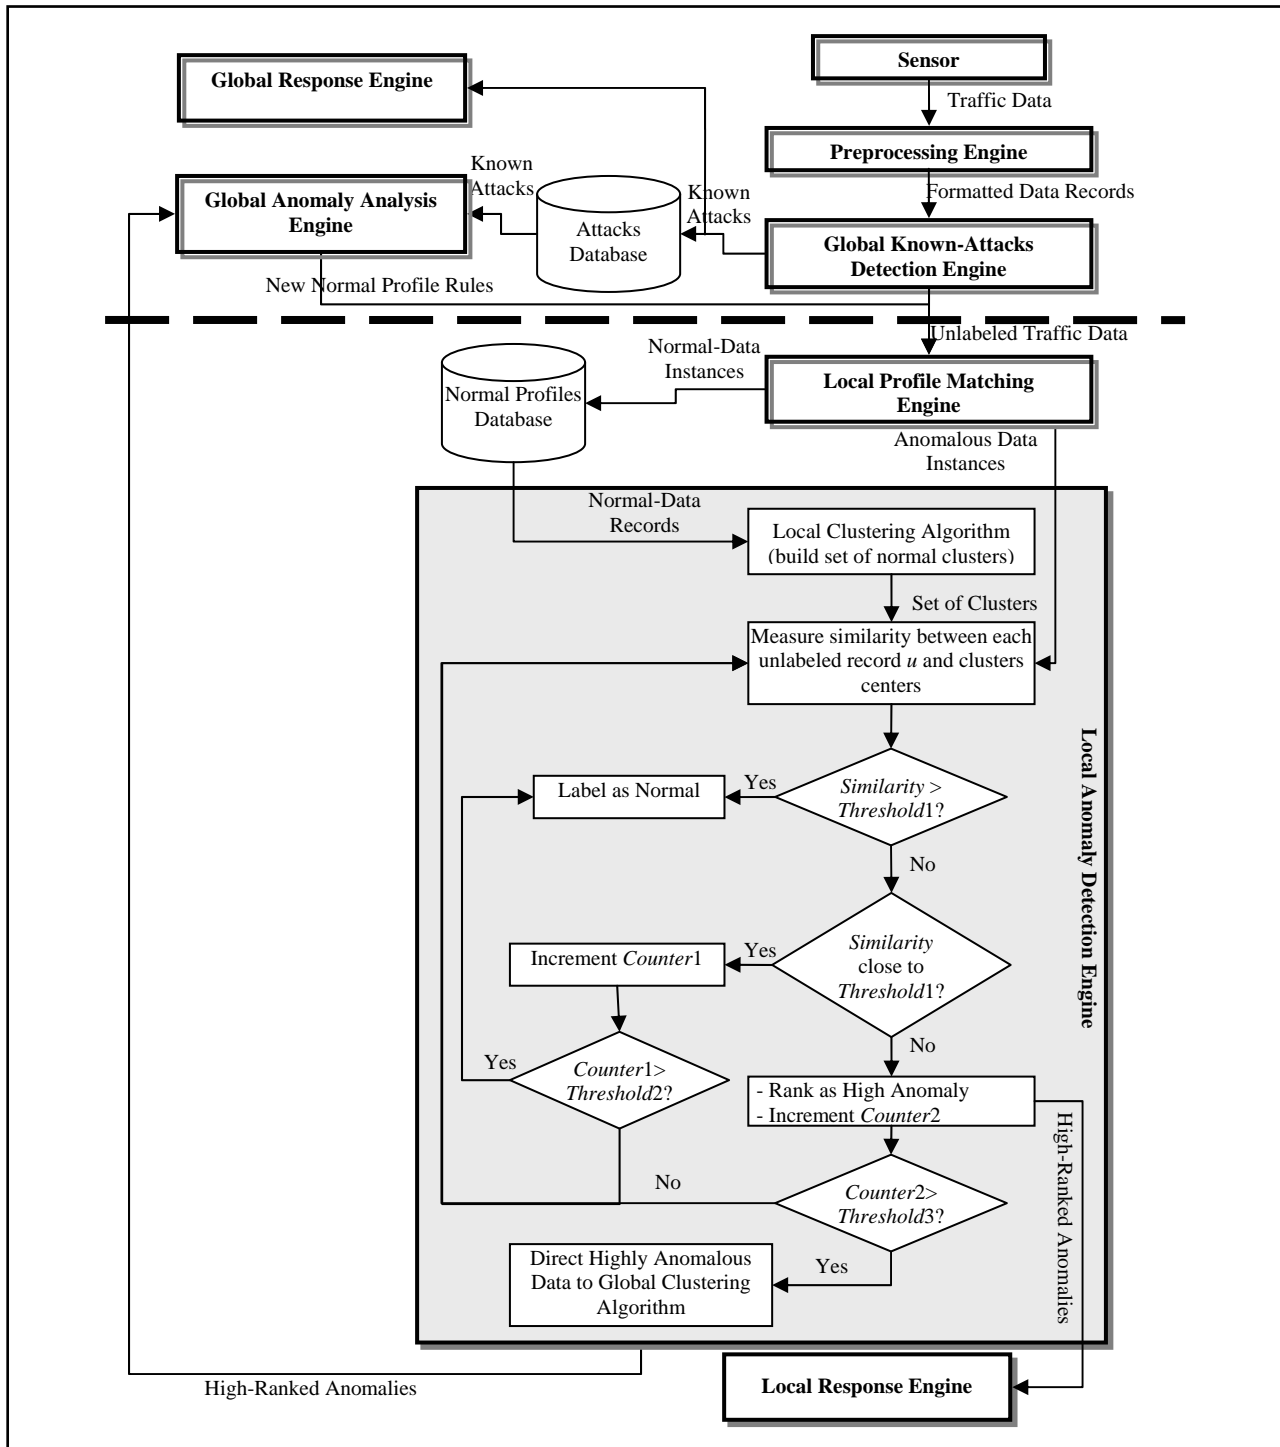 Sensor
Global Response Engine
Traffic Data
Preprocessing Engine
Known
Attacks
Known
Attacks
Formatted Data Records
Global Anomaly Analysis
Engine
Attacks
Database
Global Known-Attacks
Detection Engine
New Normal Profile Rules
Unlabeled Traffic Data
Normal-Data
Instances
Local Profile Matching
Engine
Normal Profiles
Database
Anomalous Data
Instances
Normal-Data
Records
Local Clustering Algorithm
(build set of normal clusters)
Set of Clusters
Measure similarity between each
unlabeled record u and clusters
centers
Local Anomaly Detection Engine
Label as Normal
Yes
Similarity >
Threshold1?
No
Increment Counter1
Yes
Similarity
close to
Threshold1?
No
Yes
Counter1>
Threshold2?
- Rank as High Anomaly
- Increment Counter2
High-Ranked Anomalies
No
Counter2>
Threshold3?
Yes
Direct Highly Anomalous
Data to Global Clustering
Algorithm
High-Ranked Anomalies
Local Response Engine